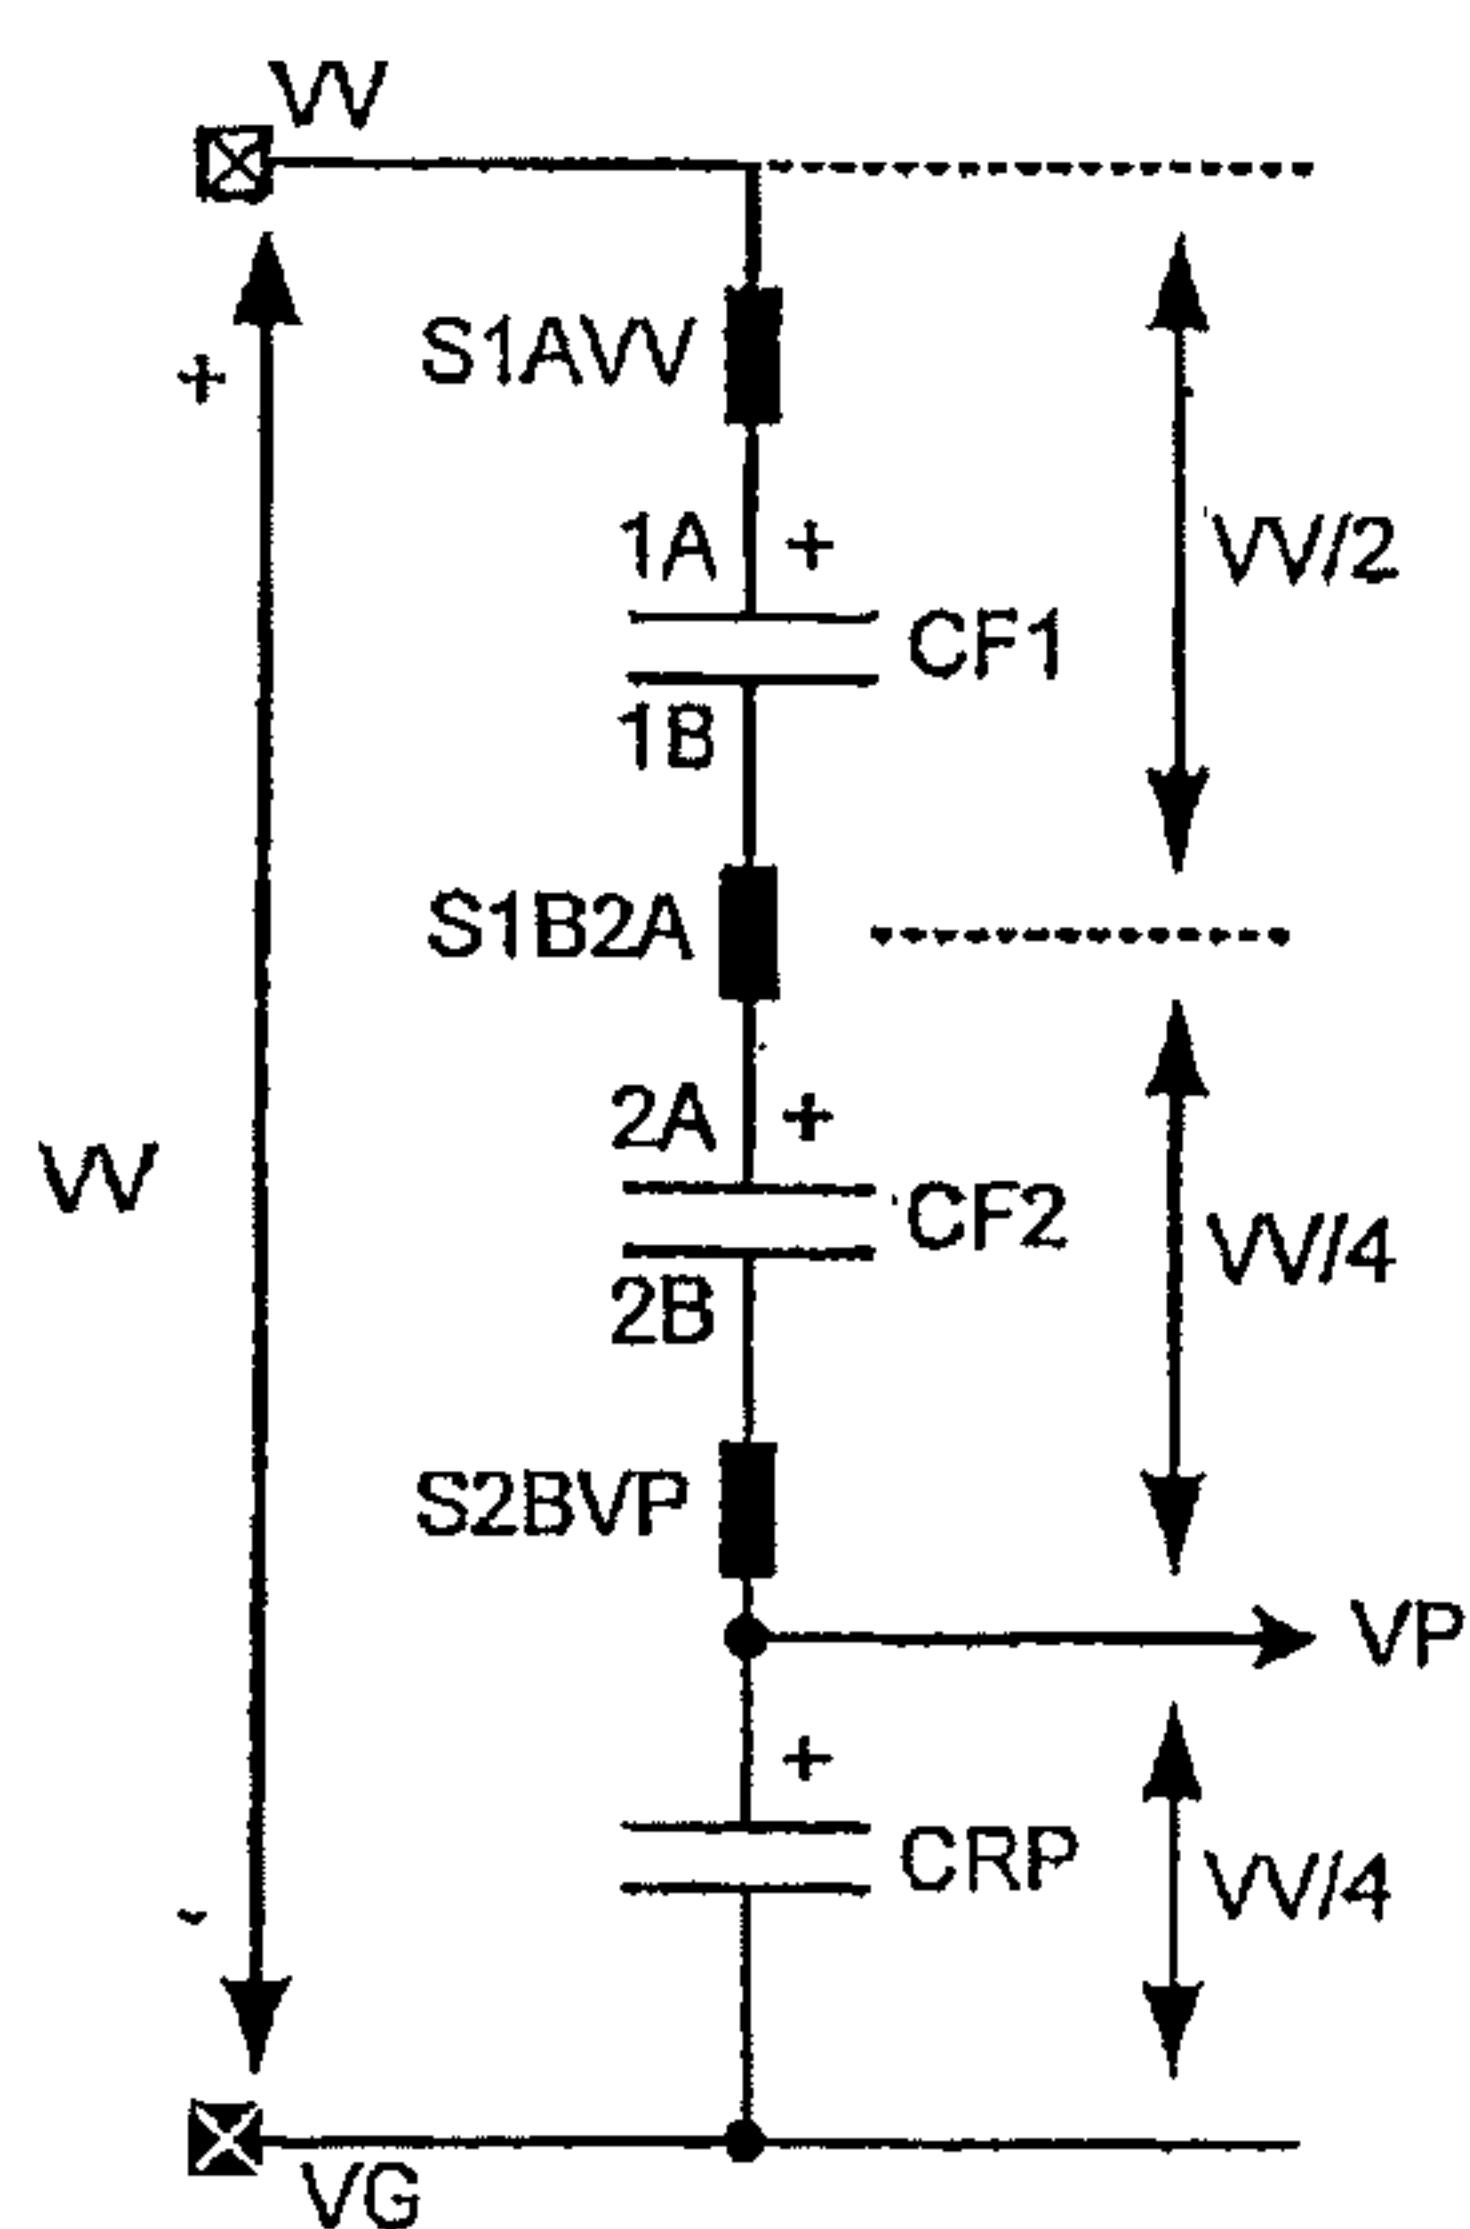 VV
+
S1AVV
1A +
VV/2
CF1
1B
S1B2A
2A +
VV
CF2
VV/4
2B
S2BVP
VP
+
CRP
VV/4
-
VG